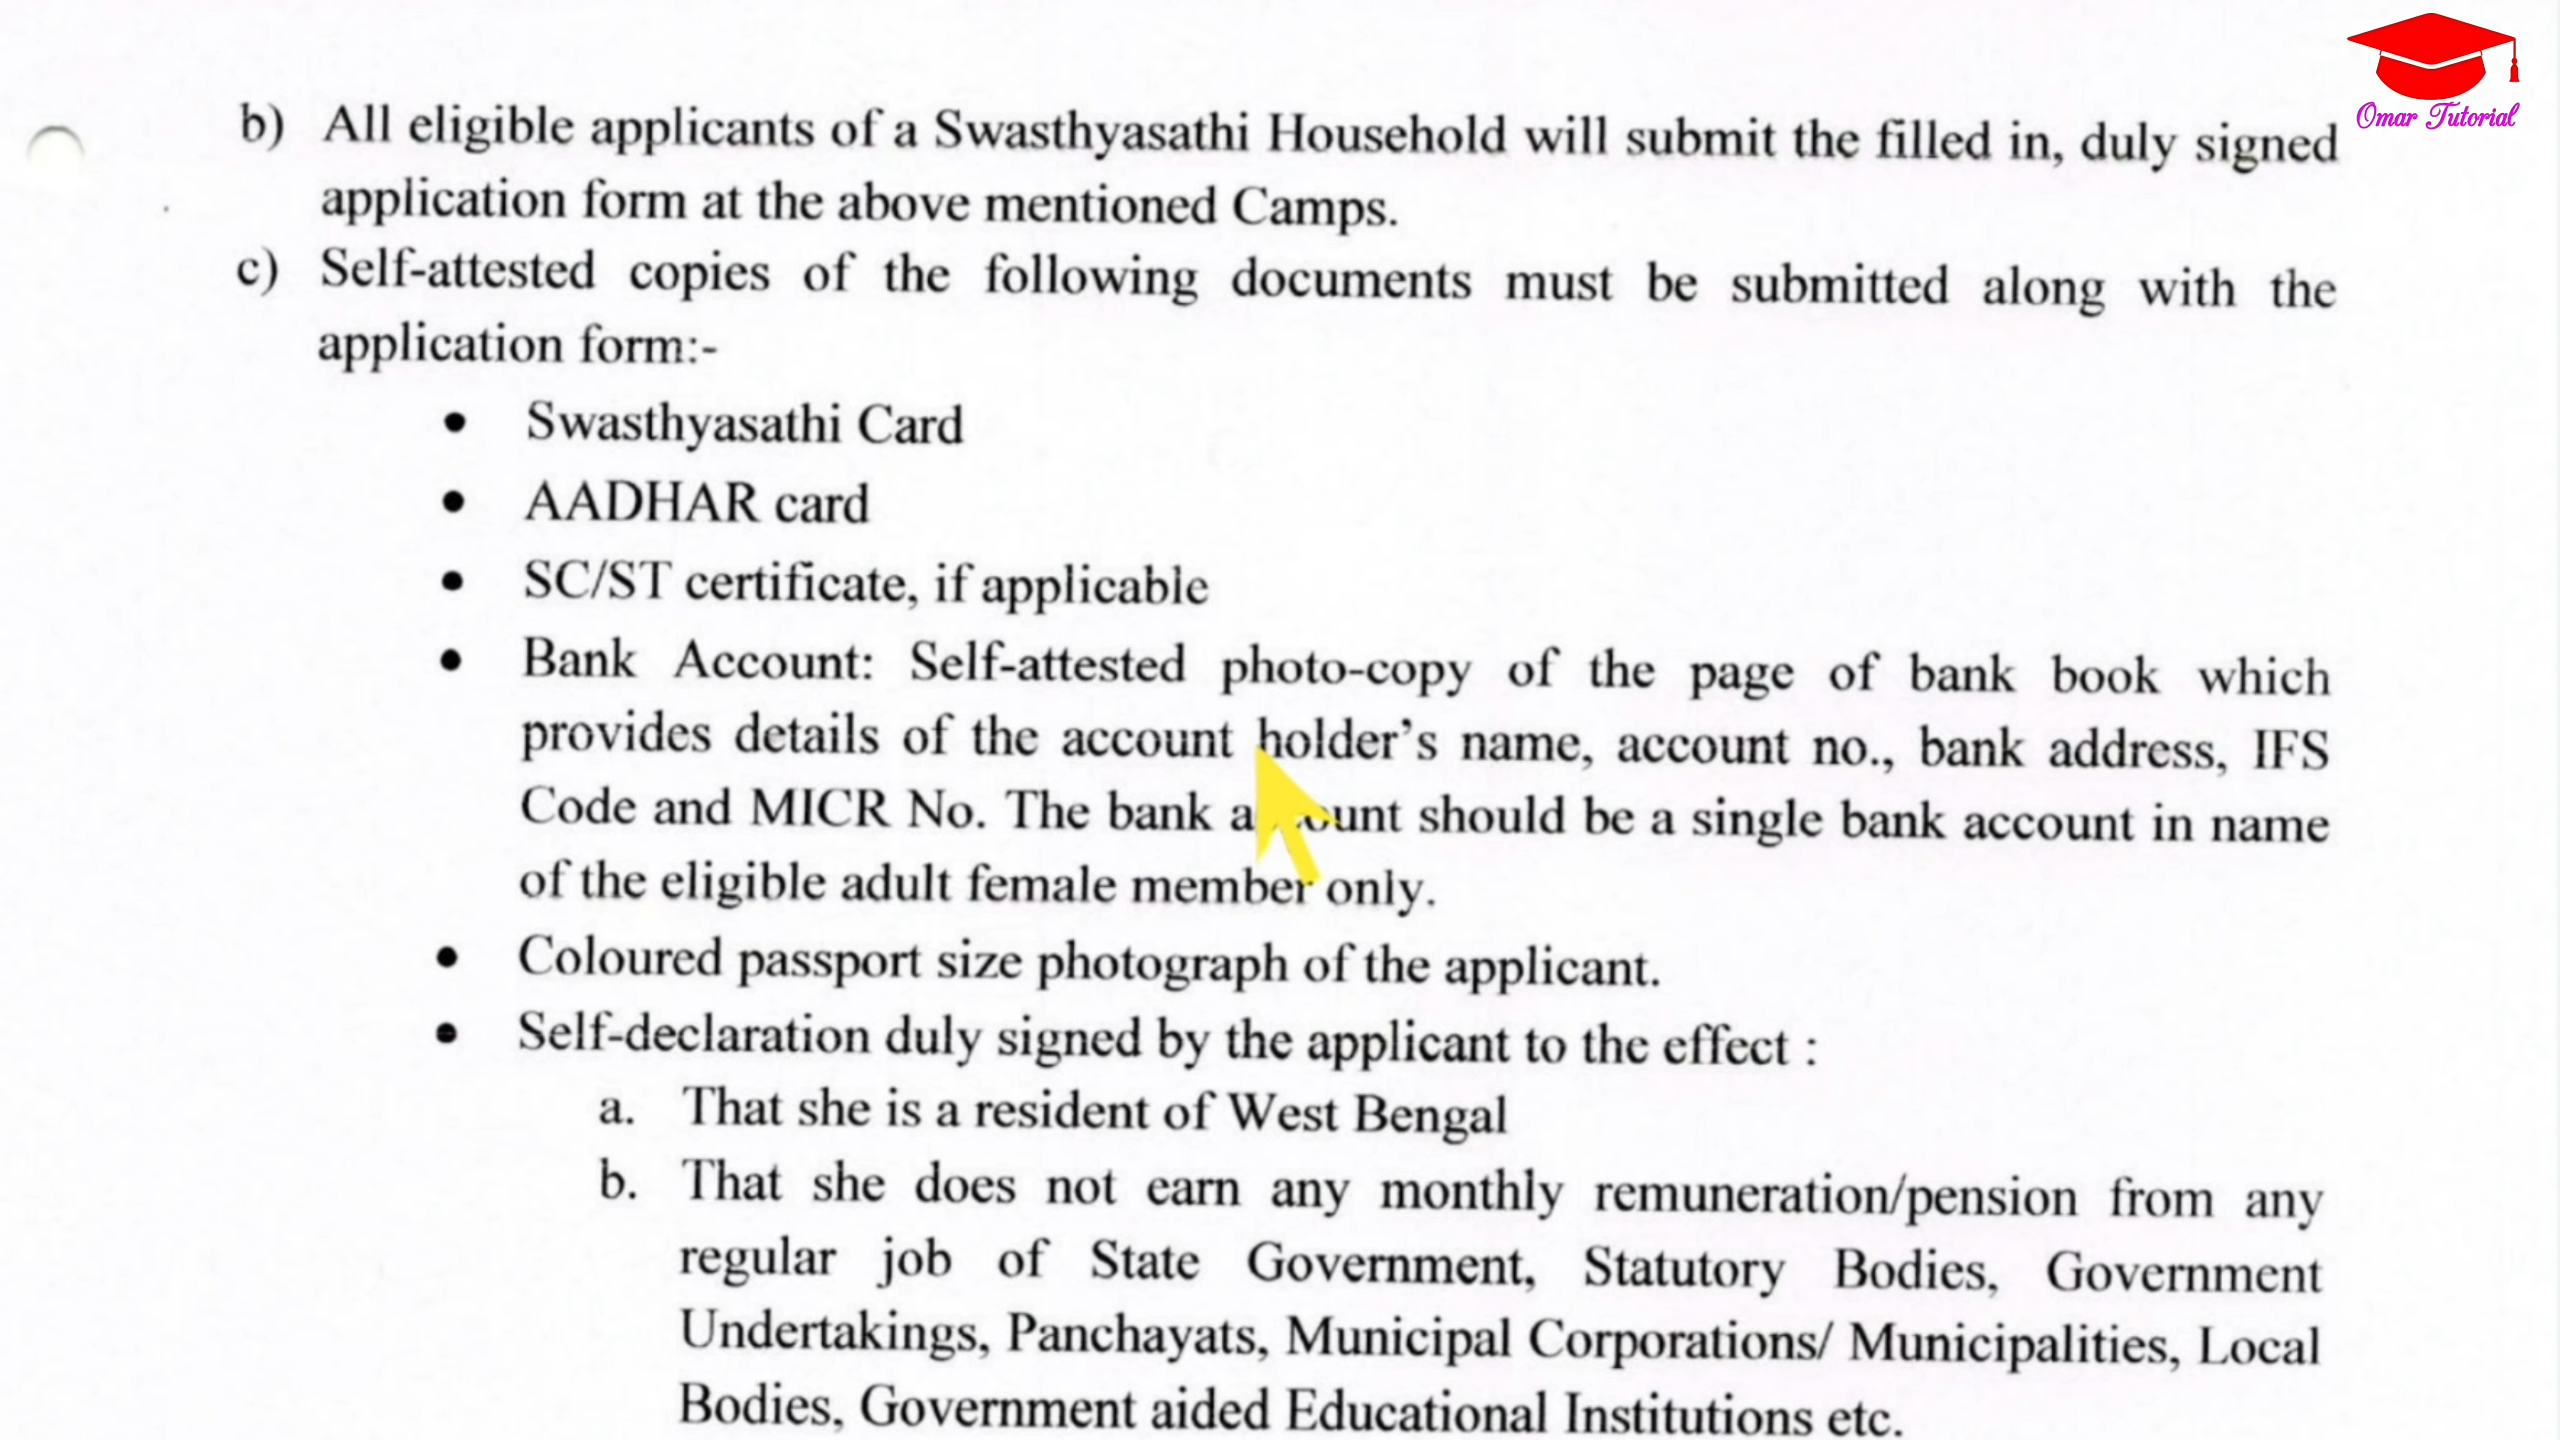 Omar Tutorial
b) All eligible applicants of a Swasthyasathi Household will submit the filled in, duly signed
application form at the above mentioned Camps.
c) Self-attested copies of the following documents must be submitted along with the
application form:-
• Swasthyasathi Card
• AADHAR card
• SC/ST certificate, if applicable
• Bank Account: Self-attested photo-copy of the page of bank book which
provides details of the account holder's name, account no., bank address, IFS
Code and MICR No. The bank account should be a single bank account in name
of the eligible adult female member only.
• Coloured passport size photograph of the applicant.
• Self-declaration duly signed by the applicant to the effect :
a. That she is a resident of West Bengal
b. That she does not earn any monthly remuneration/pension from any
regular job of State Government, Statutory Bodies, Government
Undertakings, Panchayats, Municipal Corporations/ Municipalities, Local
Bodies, Government aided Educational Institutions etc.